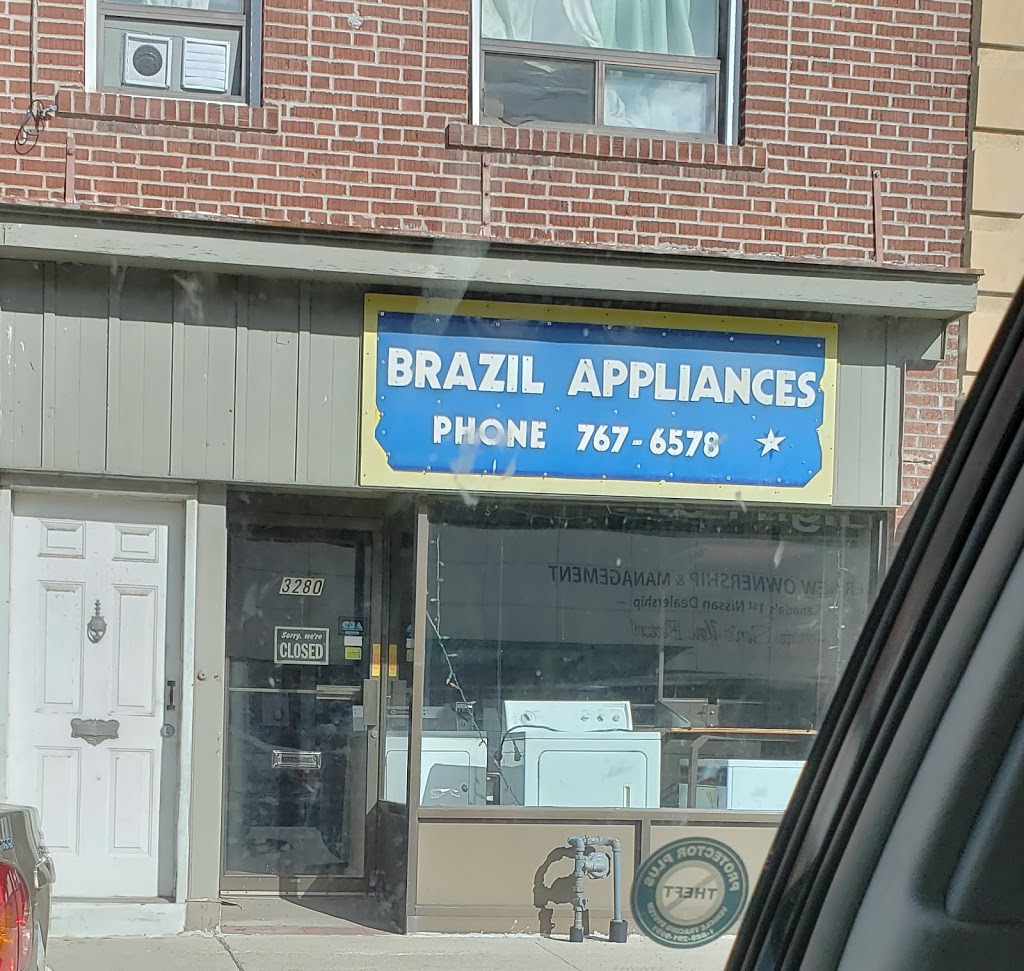 BRAZIL APPLIANCES
PHONE 767-6578
3280
Sorry, we're
CLOSED
NEW OWNERSHIP & MANAGEMENT
Canada's 1st Nissan Dealership
PROTECTOR PLUS
THEFT